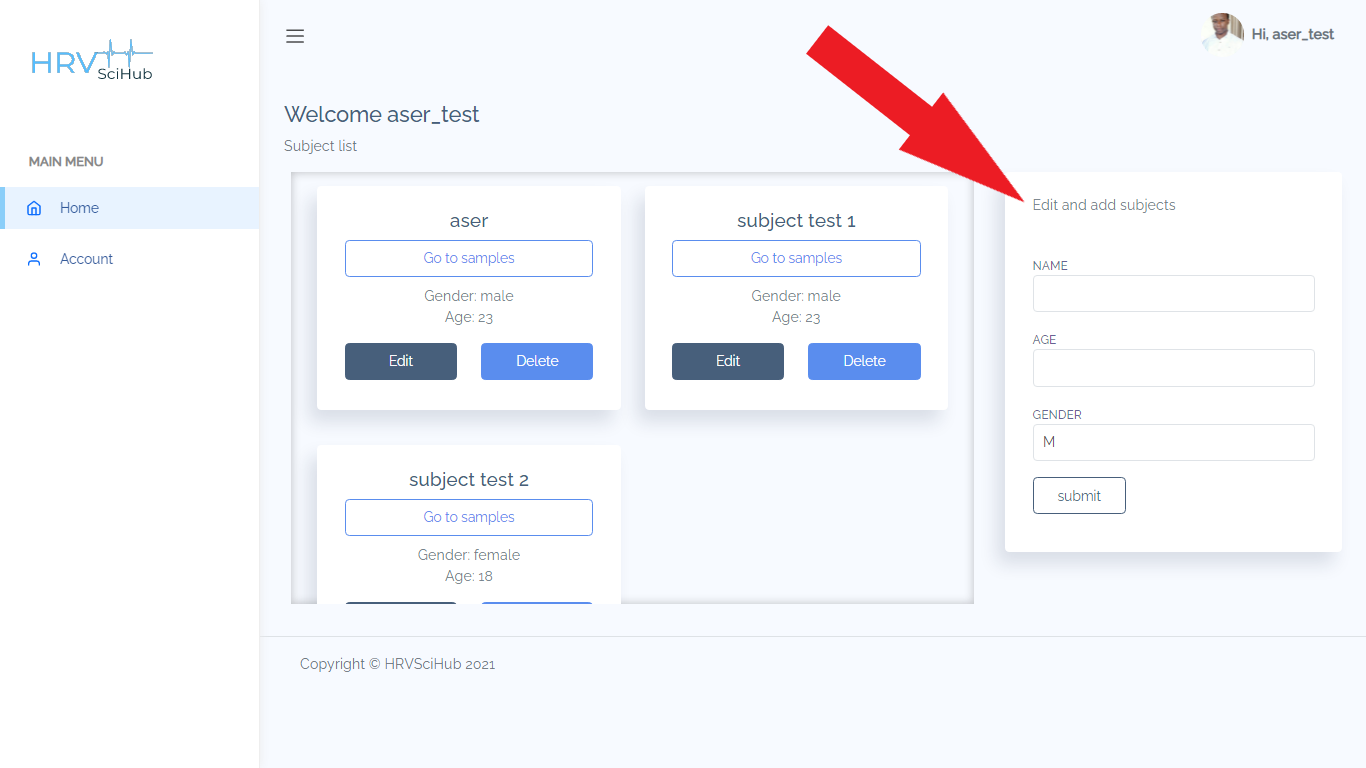 HRV
SciHub
Hi, aser_test
MAIN MENU
Home
Account
Welcome aser_test
Subject list
aser
Go to samples
Gender: male
Age: 23
Edit
Delete
subject test 1
Go to samples
Gender: male
Age: 23
Edit
Delete
subject test 2
Go to samples
Gender: female
Age: 18
Edit and add subjects
NAME
AGE
GENDER
M
submit
Copyright © HRVSciHub 2021